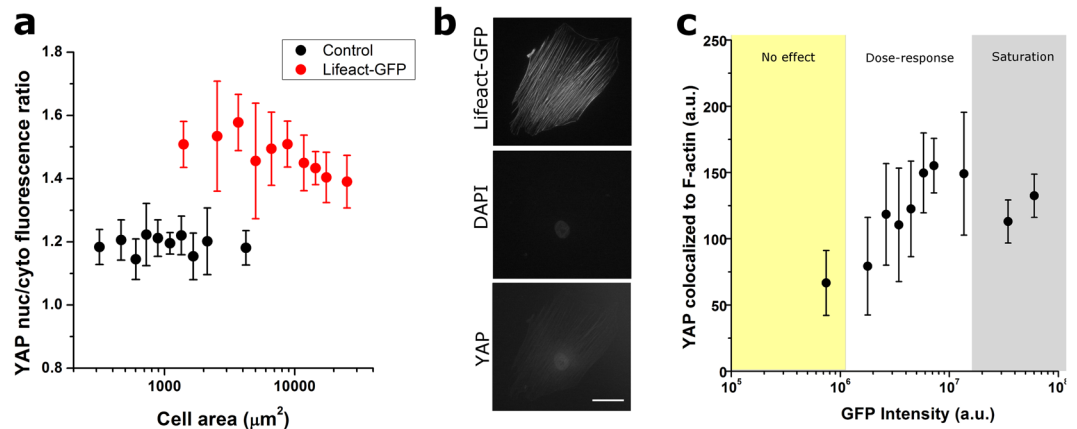 a
Control
Lifeact-GFP
YAP nuc/cyto fluorescence ratio
1.8
1.6
1.4
1.2
1.0
0.8
1000
10000
Cell area (μm²)
b
Lifeact-GFP
DAPI
YAP
c
No effect
Dose-response
Saturation
YAP colocalized to F-actin (a.u.)
250
200
150
100
50
0
10⁵
10⁶
10⁷
10⁸
GFP Intensity (a.u.)